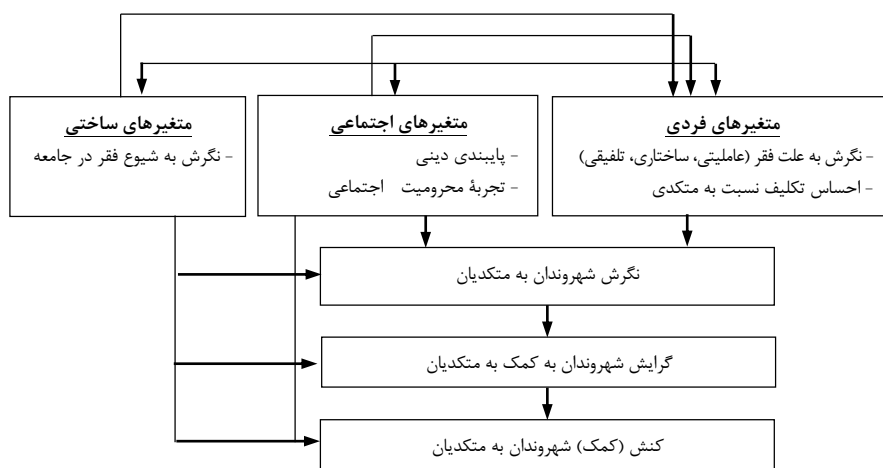 متغیرهای فردی
- نگرش به علت فقر (عاملیتی، ساختاری، تلفیقی)
- احساس تکلیف نسبت به متکدی
متغیرهای اجتماعی
- پایبندی دینی
- تجربۀ محرومیت اجتماعی
متغیرهای ساختی
- نگرش به شیوع فقر در جامعه
نگرش شهروندان به متکدیان
گرایش شهروندان به کمک به متکدیان
کنش (کمک) شهروندان به متکدیان